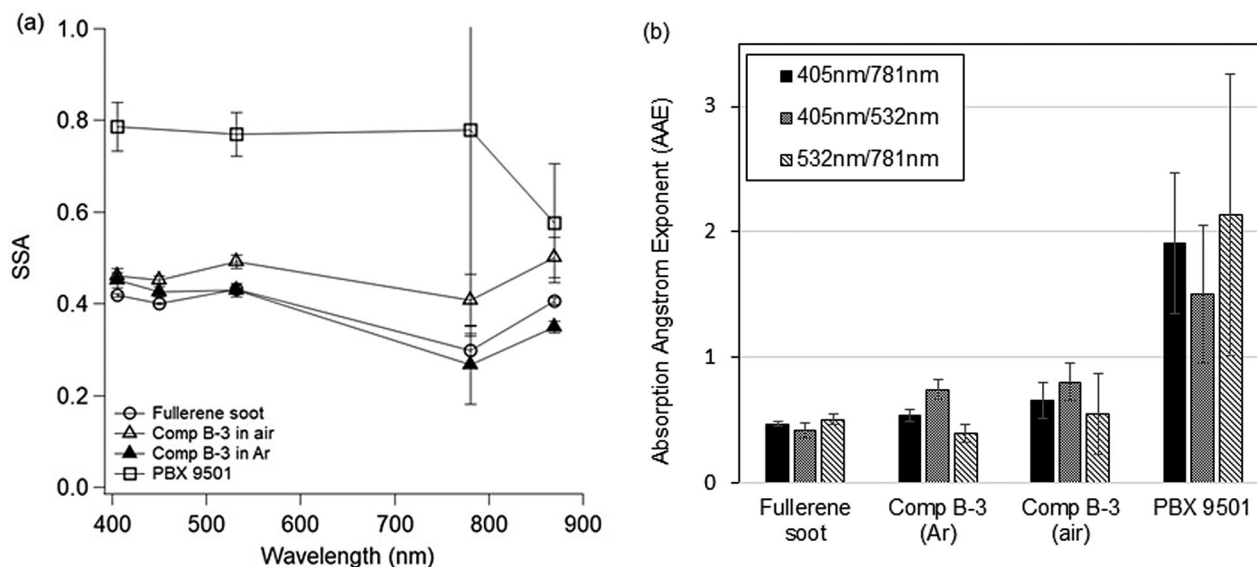 (a)
1.0
0.8
0.6
0.4
0.2
0.0
SSA
Fullerene soot
Comp B-3 in air
Comp B-3 in Ar
PBX 9501
400 500 600 700 800 900
Wavelength (nm)
(b)
405nm/781nm
405nm/532nm
532nm/781nm
3
2
1
0
Absorption Angstrom Exponent (AAE)
Fullerene Comp B-3 Comp B-3 PBX 9501
soot (Ar) (air)